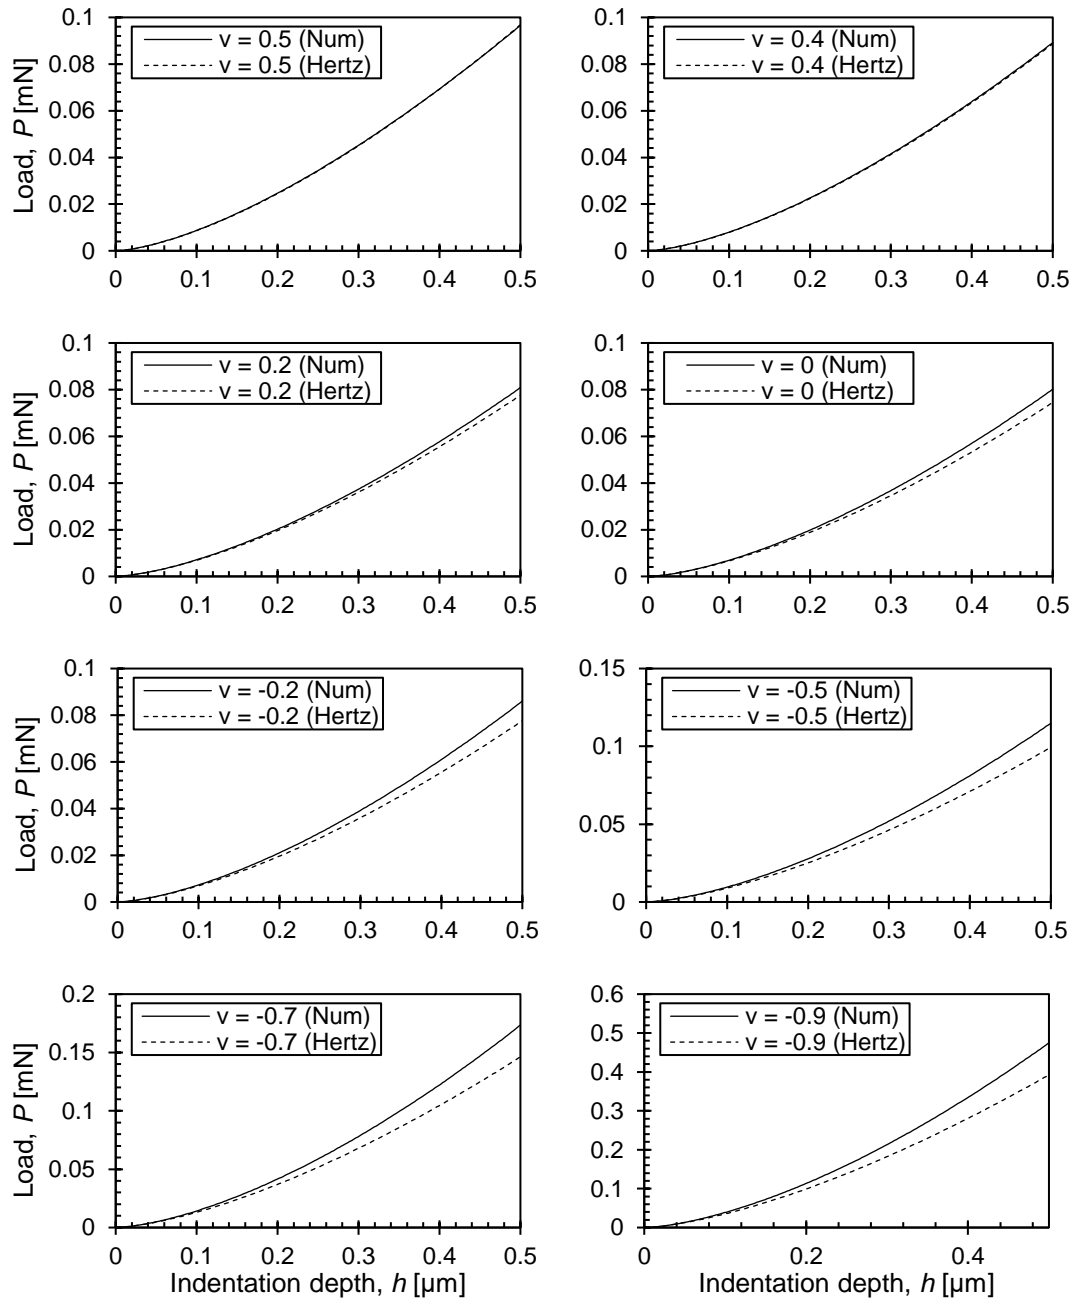 0.1
0.08
0.06
0.04
0.02
0
Load, P [mN]
v = 0.5 (Num)
v = 0.5 (Hertz)
0 0.1 0.2 0.3 0.4 0.5
0.1
0.08
0.06
0.04
0.02
0
v = 0.4 (Num)
v = 0.4 (Hertz)
0 0.1 0.2 0.3 0.4 0.5
0.1
0.08
0.06
0.04
0.02
0
Load, P [mN]
v = 0.2 (Num)
v = 0.2 (Hertz)
0 0.1 0.2 0.3 0.4 0.5
0.1
0.08
0.06
0.04
0.02
0
v = 0 (Num)
v = 0 (Hertz)
0 0.1 0.2 0.3 0.4 0.5
0.1
0.08
0.06
0.04
0.02
0
Load, P [mN]
v = -0.2 (Num)
v = -0.2 (Hertz)
0 0.1 0.2 0.3 0.4 0.5
0.15
0.1
0.05
0
v = -0.5 (Num)
v = -0.5 (Hertz)
0 0.1 0.2 0.3 0.4 0.5
0.2
0.15
0.1
0.05
0
Load, P [mN]
v = -0.7 (Num)
v = -0.7 (Hertz)
0 0.1 0.2 0.3 0.4 0.5
Indentation depth, h [μm]
0.6
0.5
0.4
0.3
0.2
0.1
0
v = -0.9 (Num)
v = -0.9 (Hertz)
0 0.2 0.4
Indentation depth, h [μm]